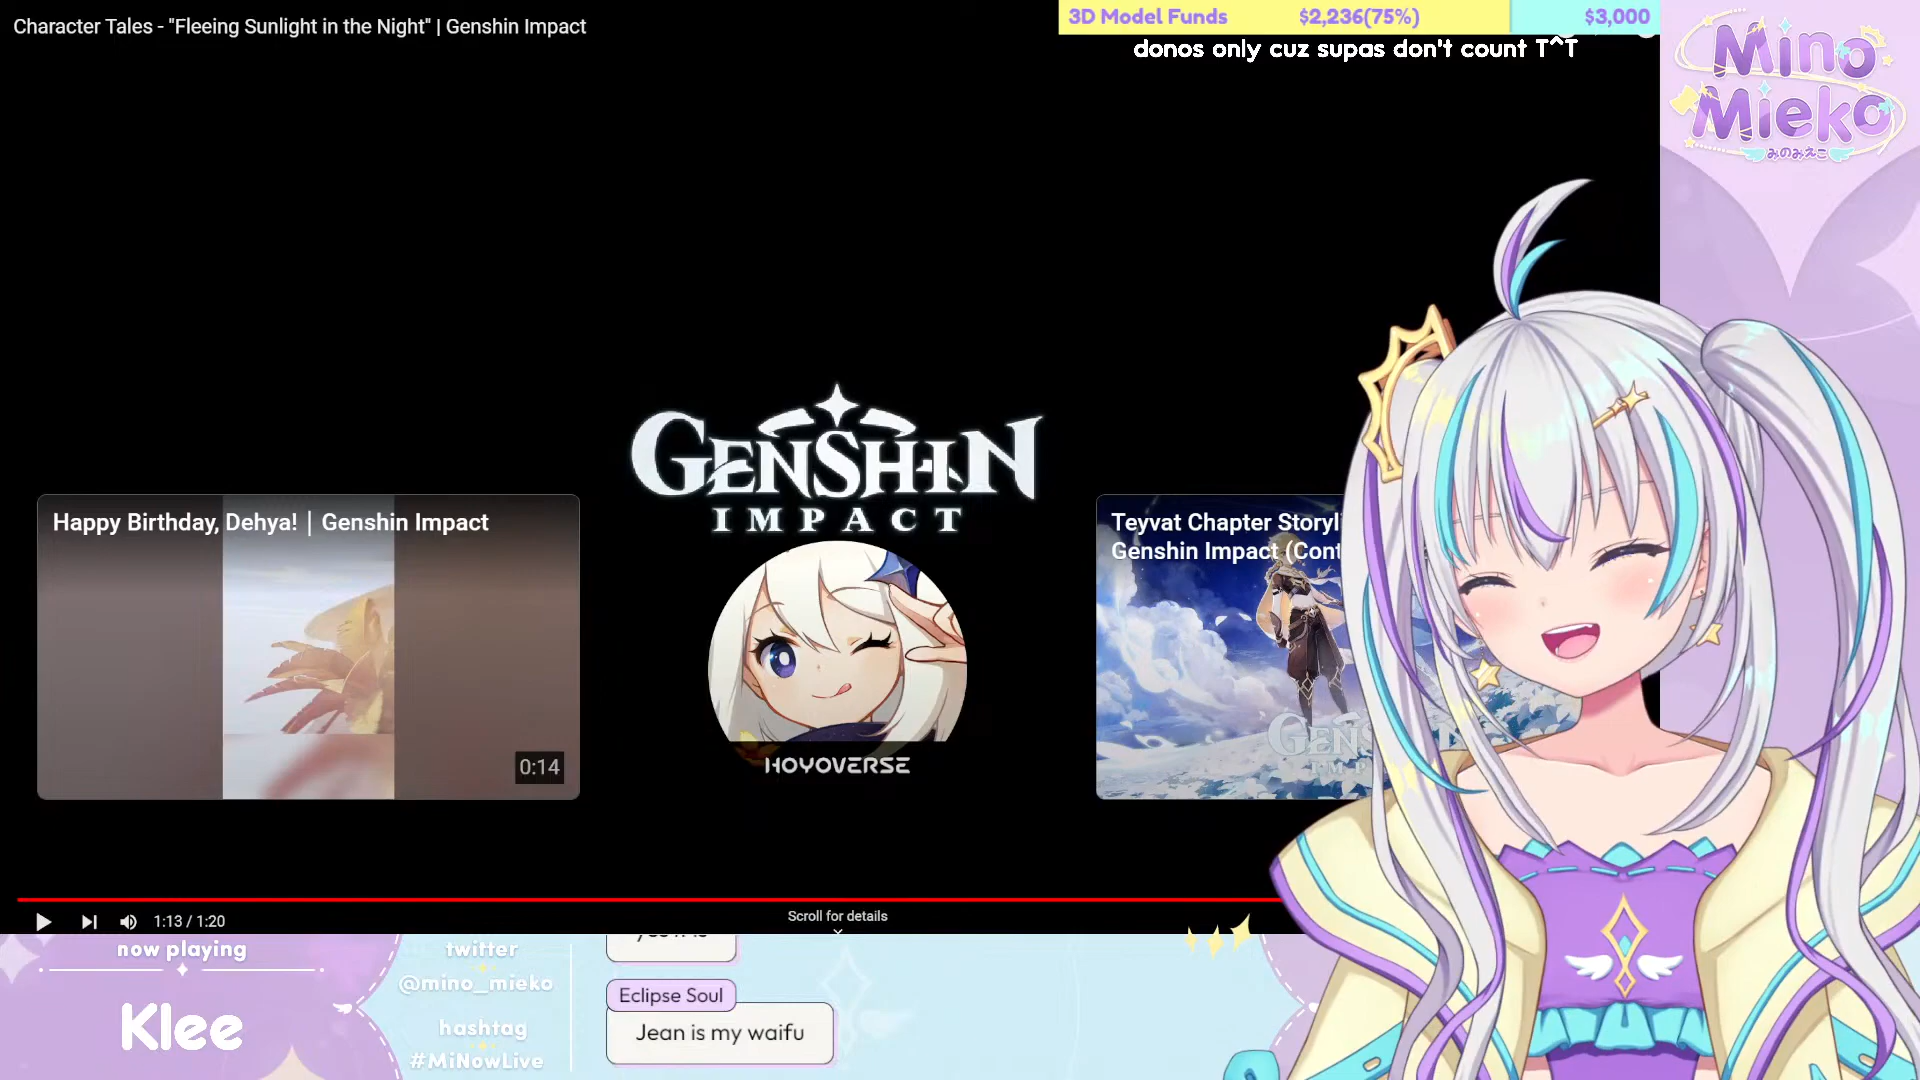 Character Tales - "Fleeing Sunlight in the Night" | Genshin Impact
3D Model Funds $2,236(75%) $3,000
donos only cuz supas don't count T^T
Mino
Mieko
みのみえこ
GENSHIN
IMPACT
Happy Birthday, Dehya! | Genshin Impact
0:14
Teyvat Chapter Storyl
Genshin Impact (Cont
GENS
IMP
HOYOVERSE
1:13 / 1:20
Scroll for details
now playing
Klee
twitter
@mino_mieko
hashtag
#MiNowLive
Eclipse Soul
Jean is my waifu